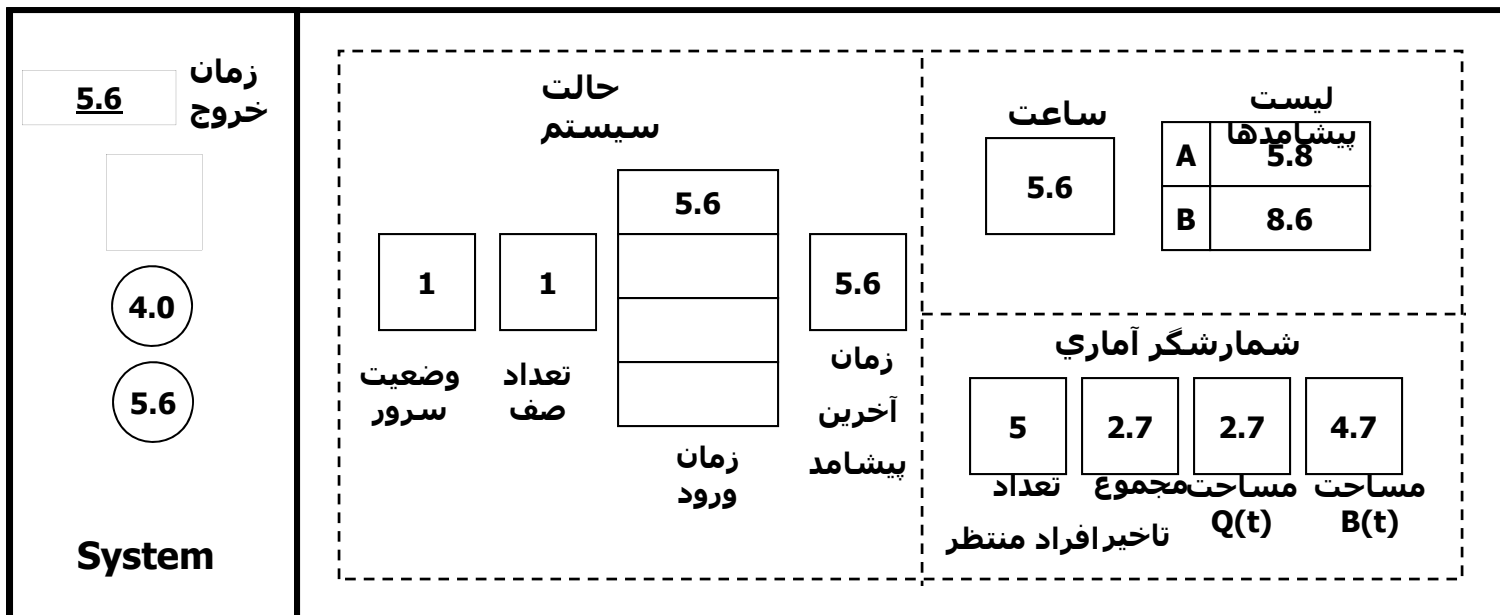 زمان
خروج
5.6
4.0
5.6
System
حالت
سیستم
5.6
1
1
5.6
وضعیت
سرور
تعداد
صف
زمان
ورود
زمان
آخرین
پیشامد
ساعت
5.6
لیست
پیشامدها
A 5.8
B 8.6
شمارشگر آماري
5 2.7 2.7 4.7
تعداد
افراد منتظر
مجموع
تاخیر
مساحت
Q(t)
مساحت
B(t)